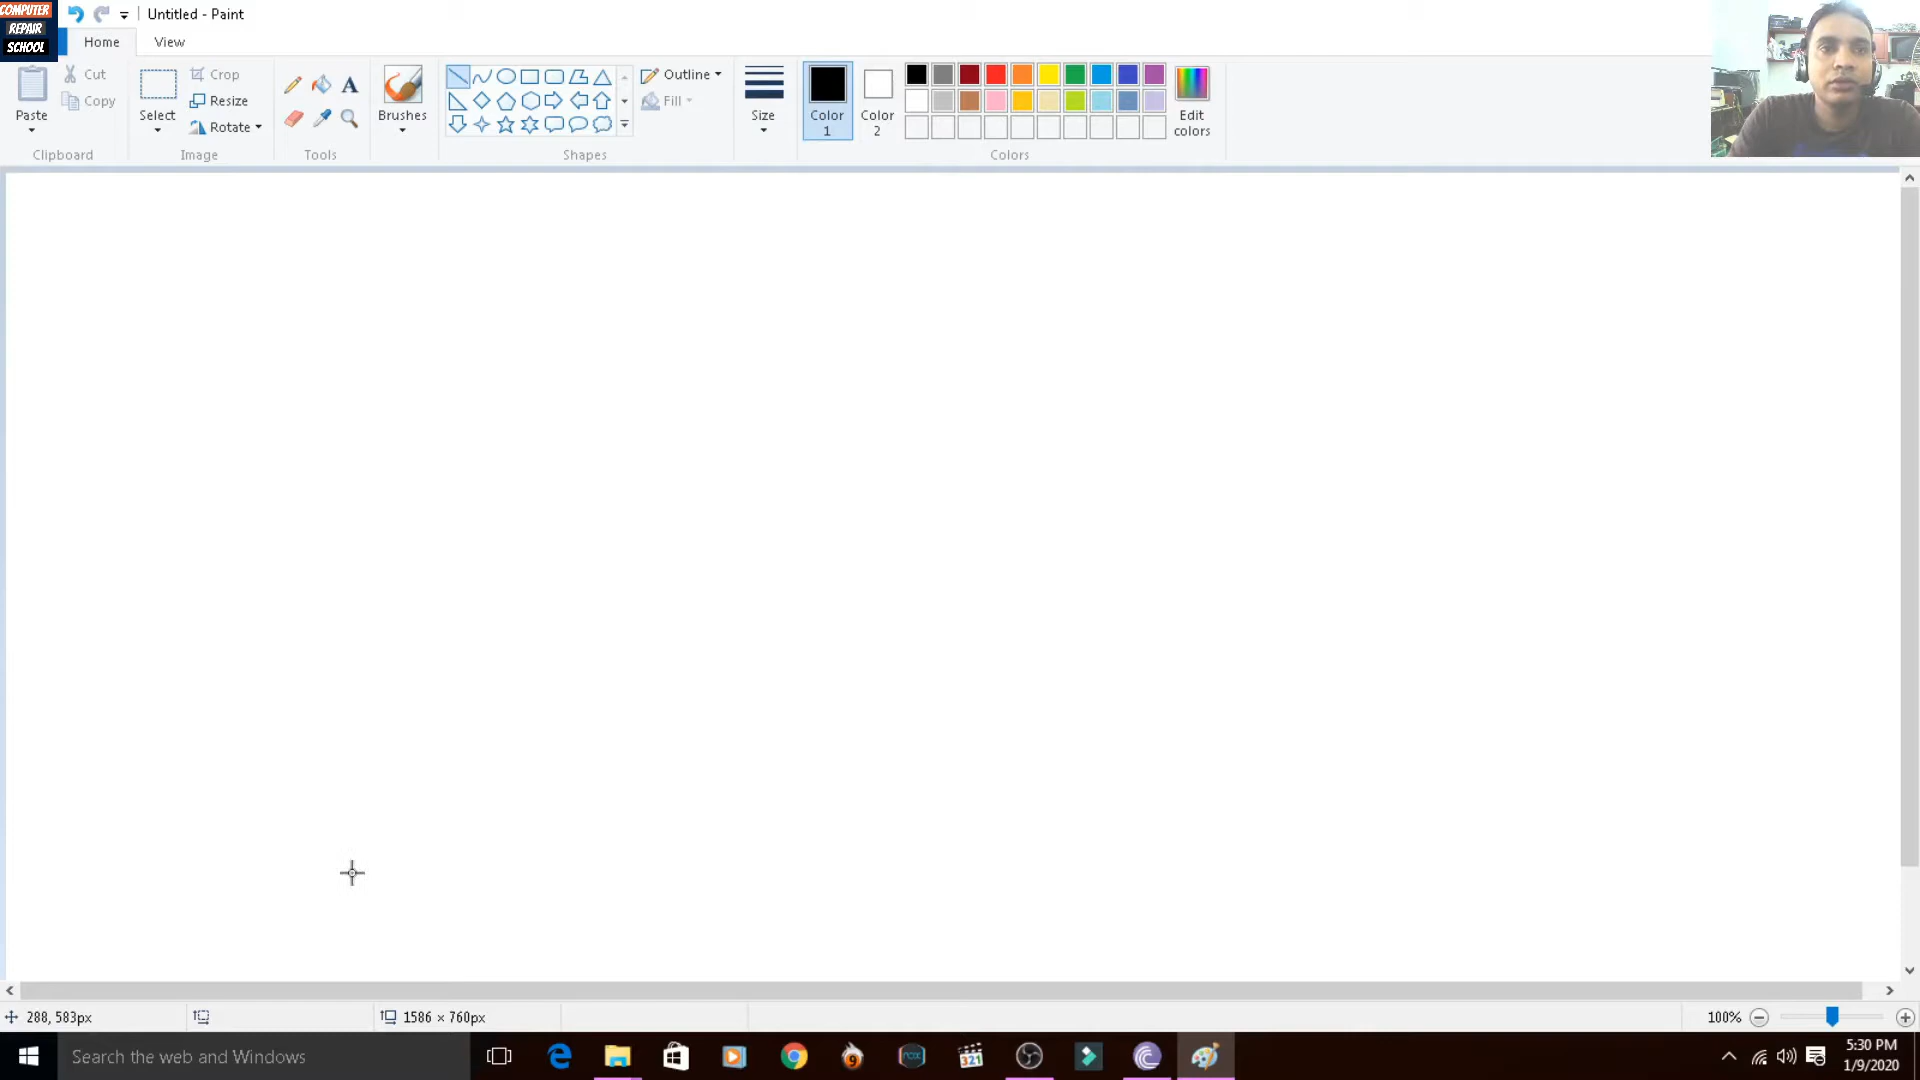 COMPUTER
REPAIR
SCHOOL
Untitled - Paint
Home
View
Paste
Cut
Copy
Clipboard
Select
Crop
Resize
Rotate
Image
A
Tools
Brushes
Shapes
Outline
Fill
Size
Color
1
Color
2
Edit
colors
Colors
288, 583px
1586 × 760px
100%
Search the web and Windows
nox
321
5:30 PM
1/9/2020